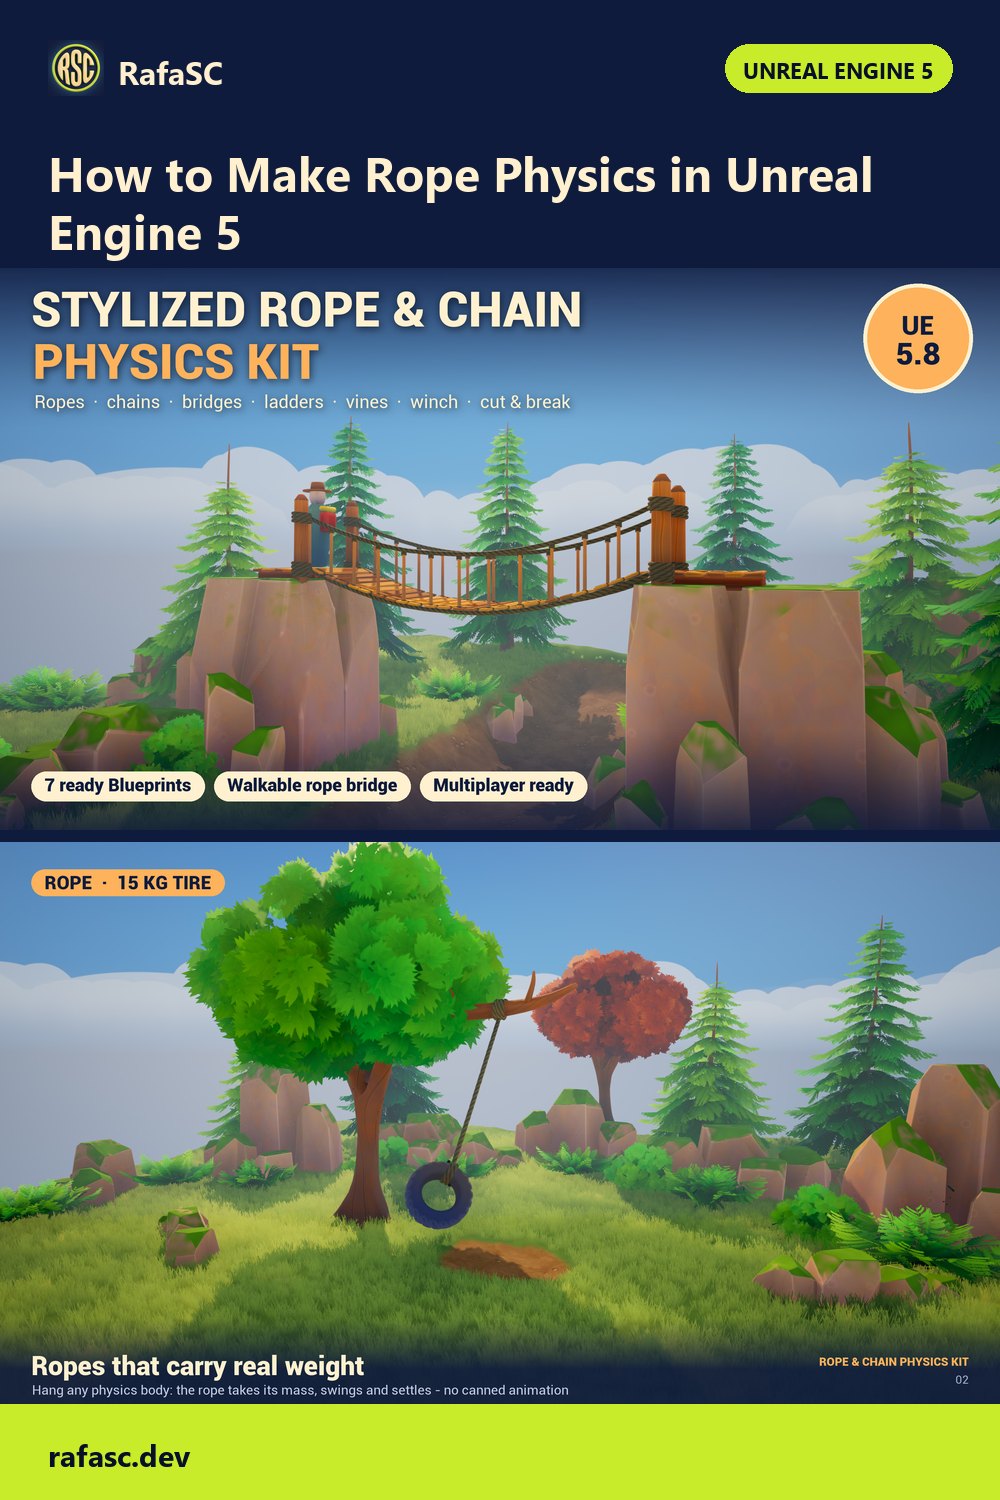 RSC
RafaSC
UNREAL ENGINE 5
How to Make Rope Physics in Unreal
Engine 5
STYLIZED ROPE & CHAIN
PHYSICS KIT
Ropes · chains · bridges · ladders · vines · winch · cut & break
UE
5.8
7 ready Blueprints
Walkable rope bridge
Multiplayer ready
ROPE · 15 KG TIRE
Ropes that carry real weight
Hang any physics body: the rope takes its mass, swings and settles - no canned animation
ROPE & CHAIN PHYSICS KIT
02
rafasc.dev